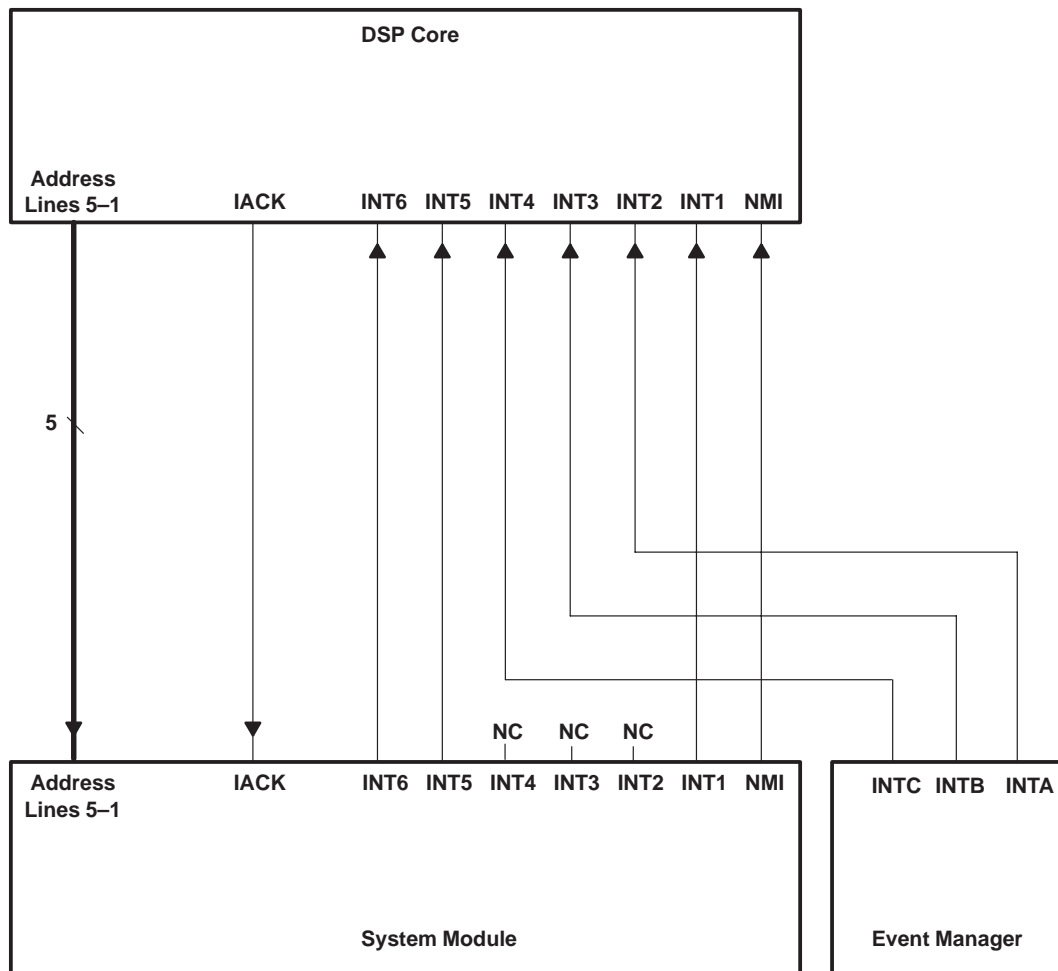 DSP Core
Address
Lines 5–1
IACK INT6 INT5 INT4 INT3 INT2 INT1 NMI
5
NC NC NC
Address
Lines 5–1
IACK INT6 INT5 INT4 INT3 INT2 INT1 NMI
INTC INTB INTA
System Module
Event Manager